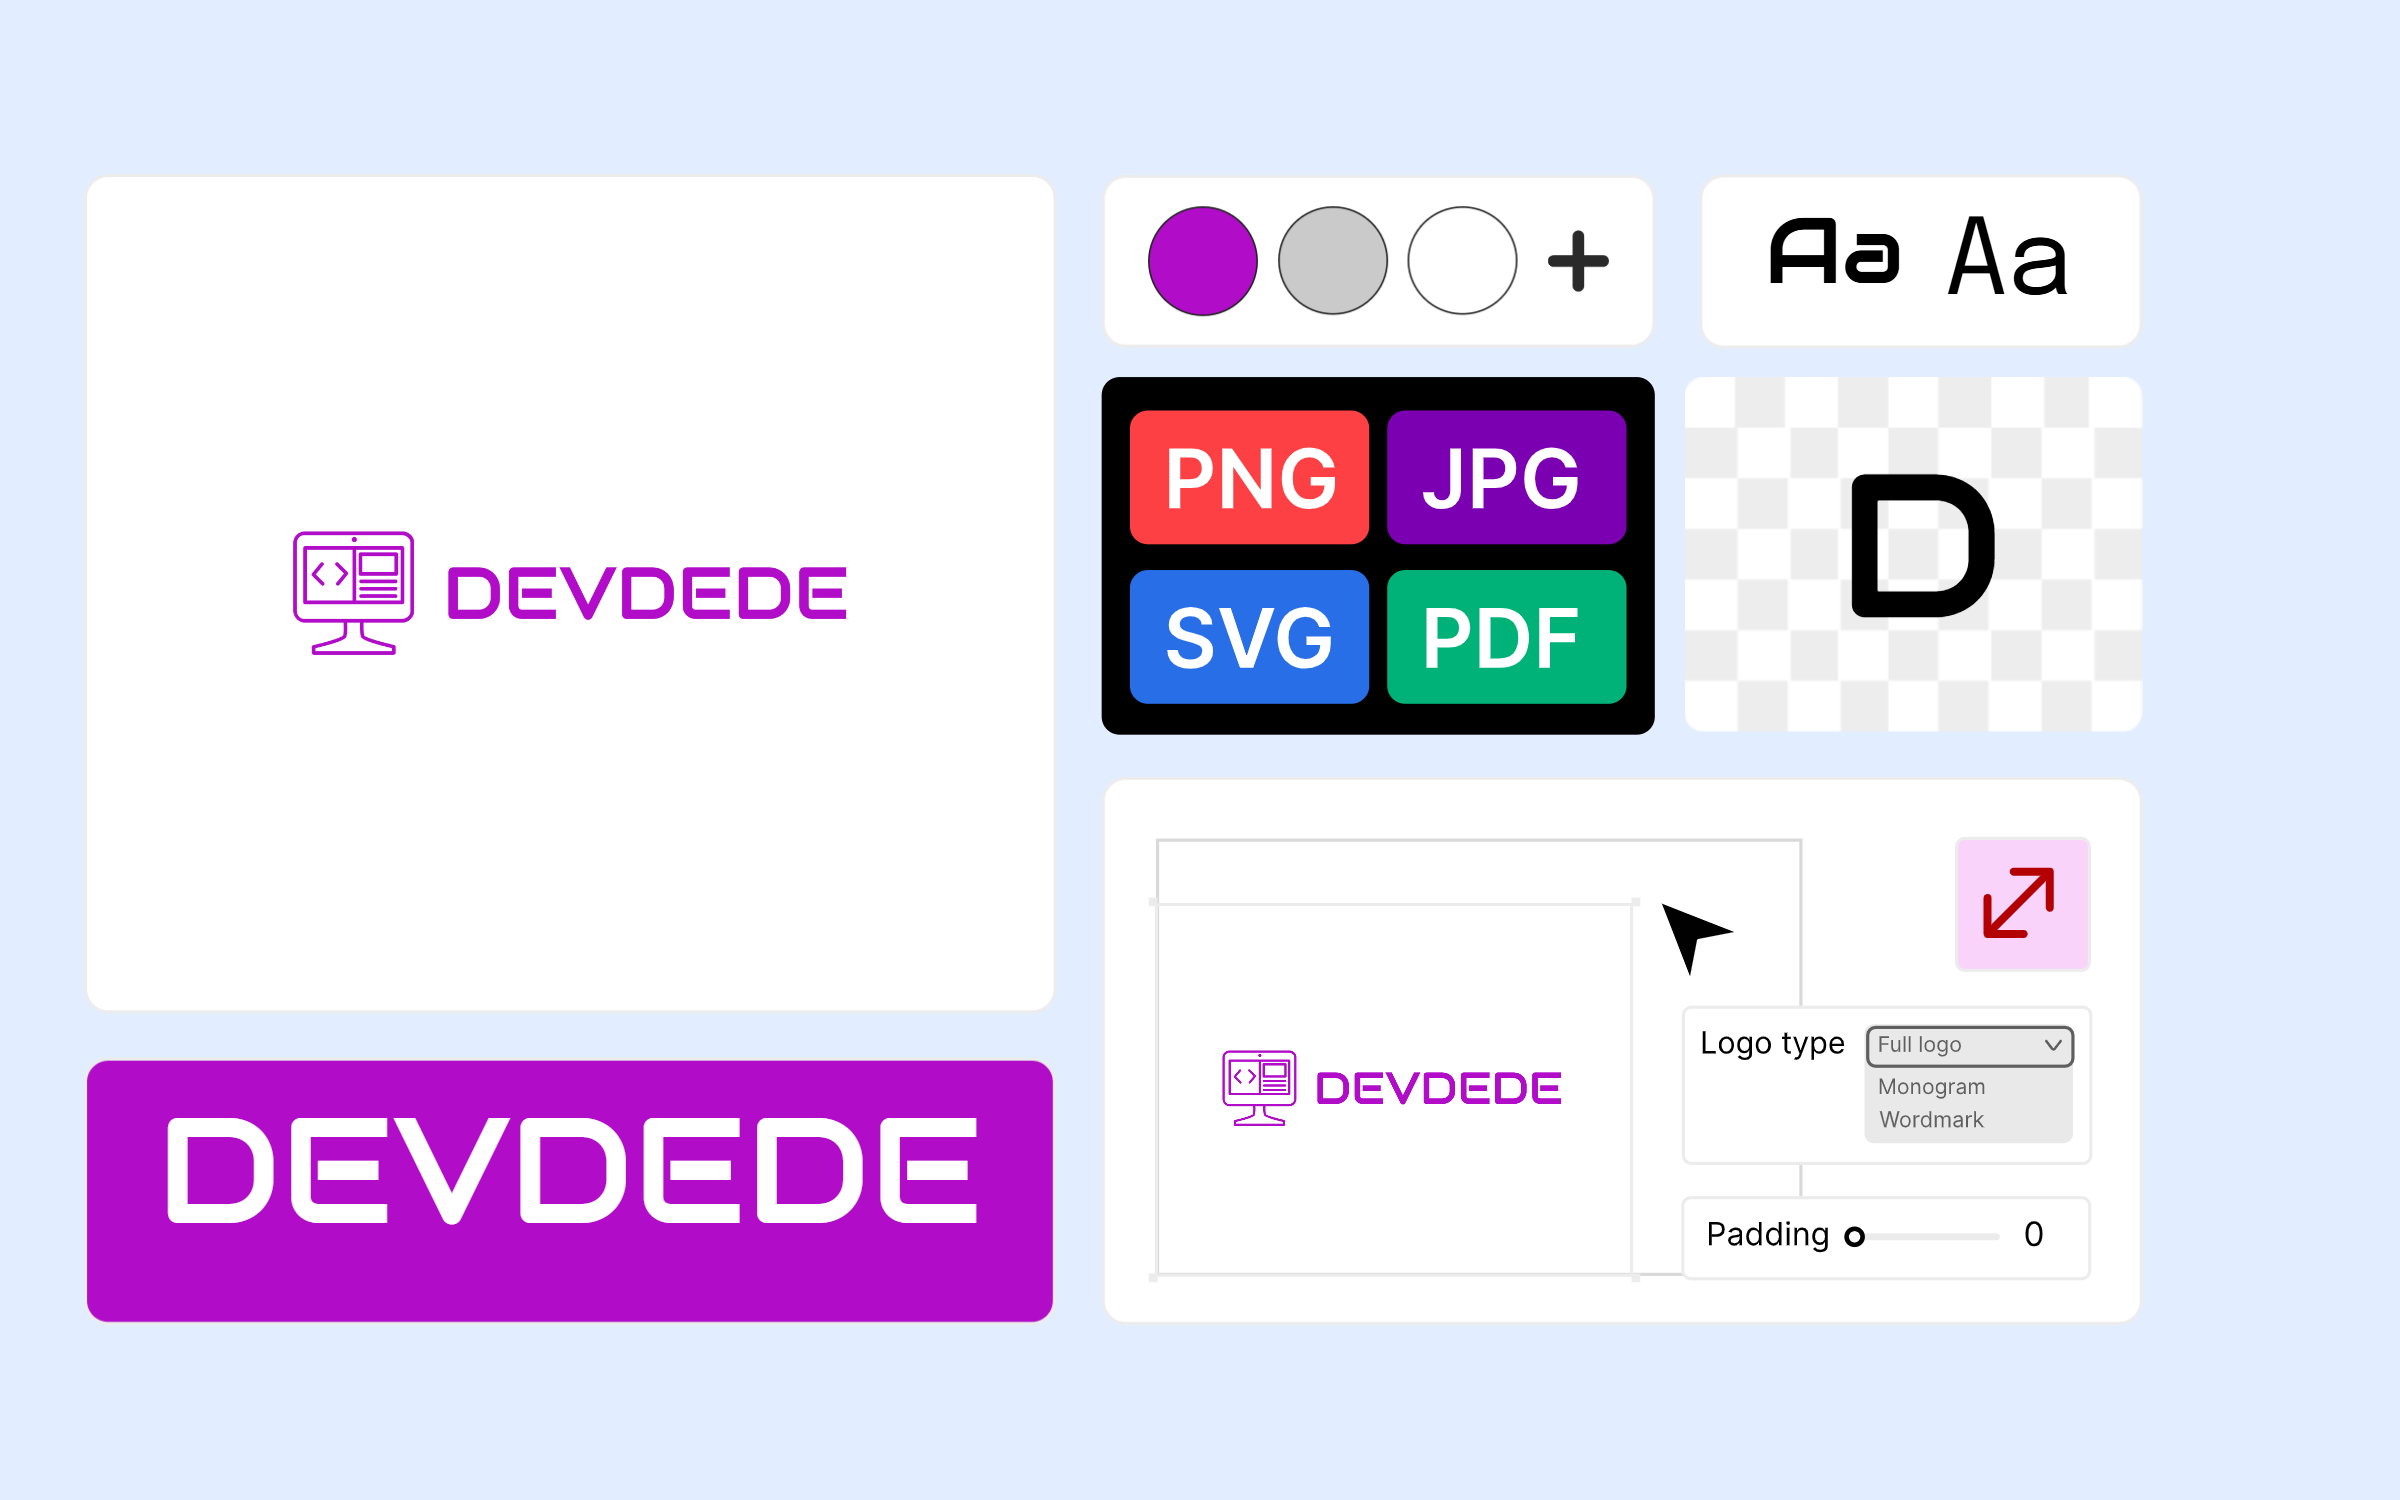 DEVDEDE
DEVDEDE
Aa Aa
PNG JPG
SVG PDF
D
DEVDEDE
Logo type Full logo
Monogram
Wordmark
Padding 0